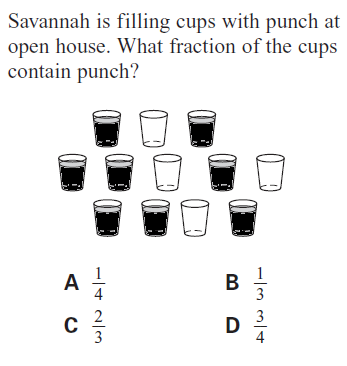 Savannah is filling cups with punch at
open house. What fraction of the cups
contain punch?
A 1/4 B 1/3
C 2/3 D 3/4